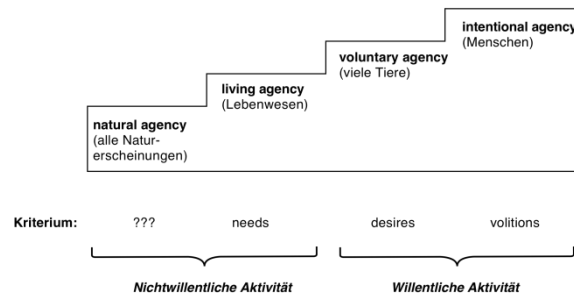 intentional agency
(Menschen)
voluntary agency
(viele Tiere)
living agency
(Lebenwesen)
natural agency
(alle Natur-
erscheinungen)
Kriterium: ??? needs desires volitions
Nichtwillentliche Aktivität Willentliche Aktivität